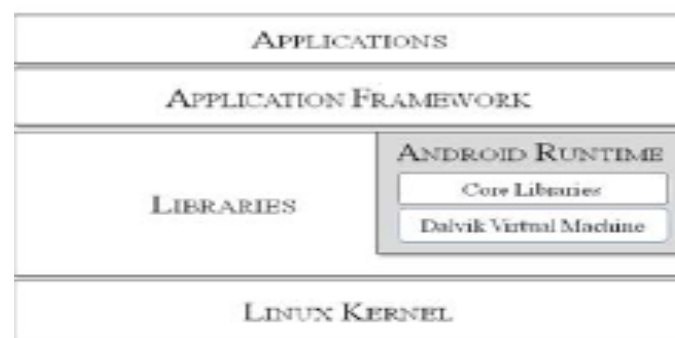 APPLICATIONS
APPLICATION FRAMEWORK
LIBRARIES
ANDROID RUNTIME
Core Libraries
Dalvik Virtual Machine
LINUX KERNEL